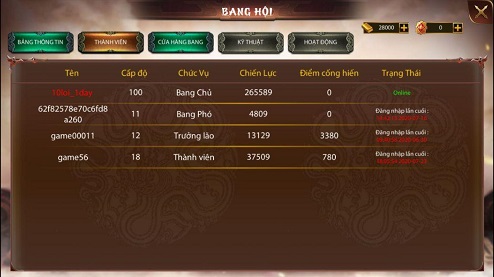 BANG HỘI
28000 0
BẢNG THÔNG TIN THÀNH VIÊN CỬA HÀNG BANG KỸ THUẬT HOẠT ĐỘNG
Tên Cấp độ Chức Vụ Chiến Lực Điểm cống hiến Trạng Thái
10loi_1day 100 Bang Chủ 265589 0 Online
62f82578e70c6fd8
a260 11 Bang Phó 4809 0 Đăng nhập lần cuối :
game00011 12 Trưởng lão 13129 3380 Đăng nhập lần cuối :
game56 18 Thành viên 37509 780 Đăng nhập lần cuối :